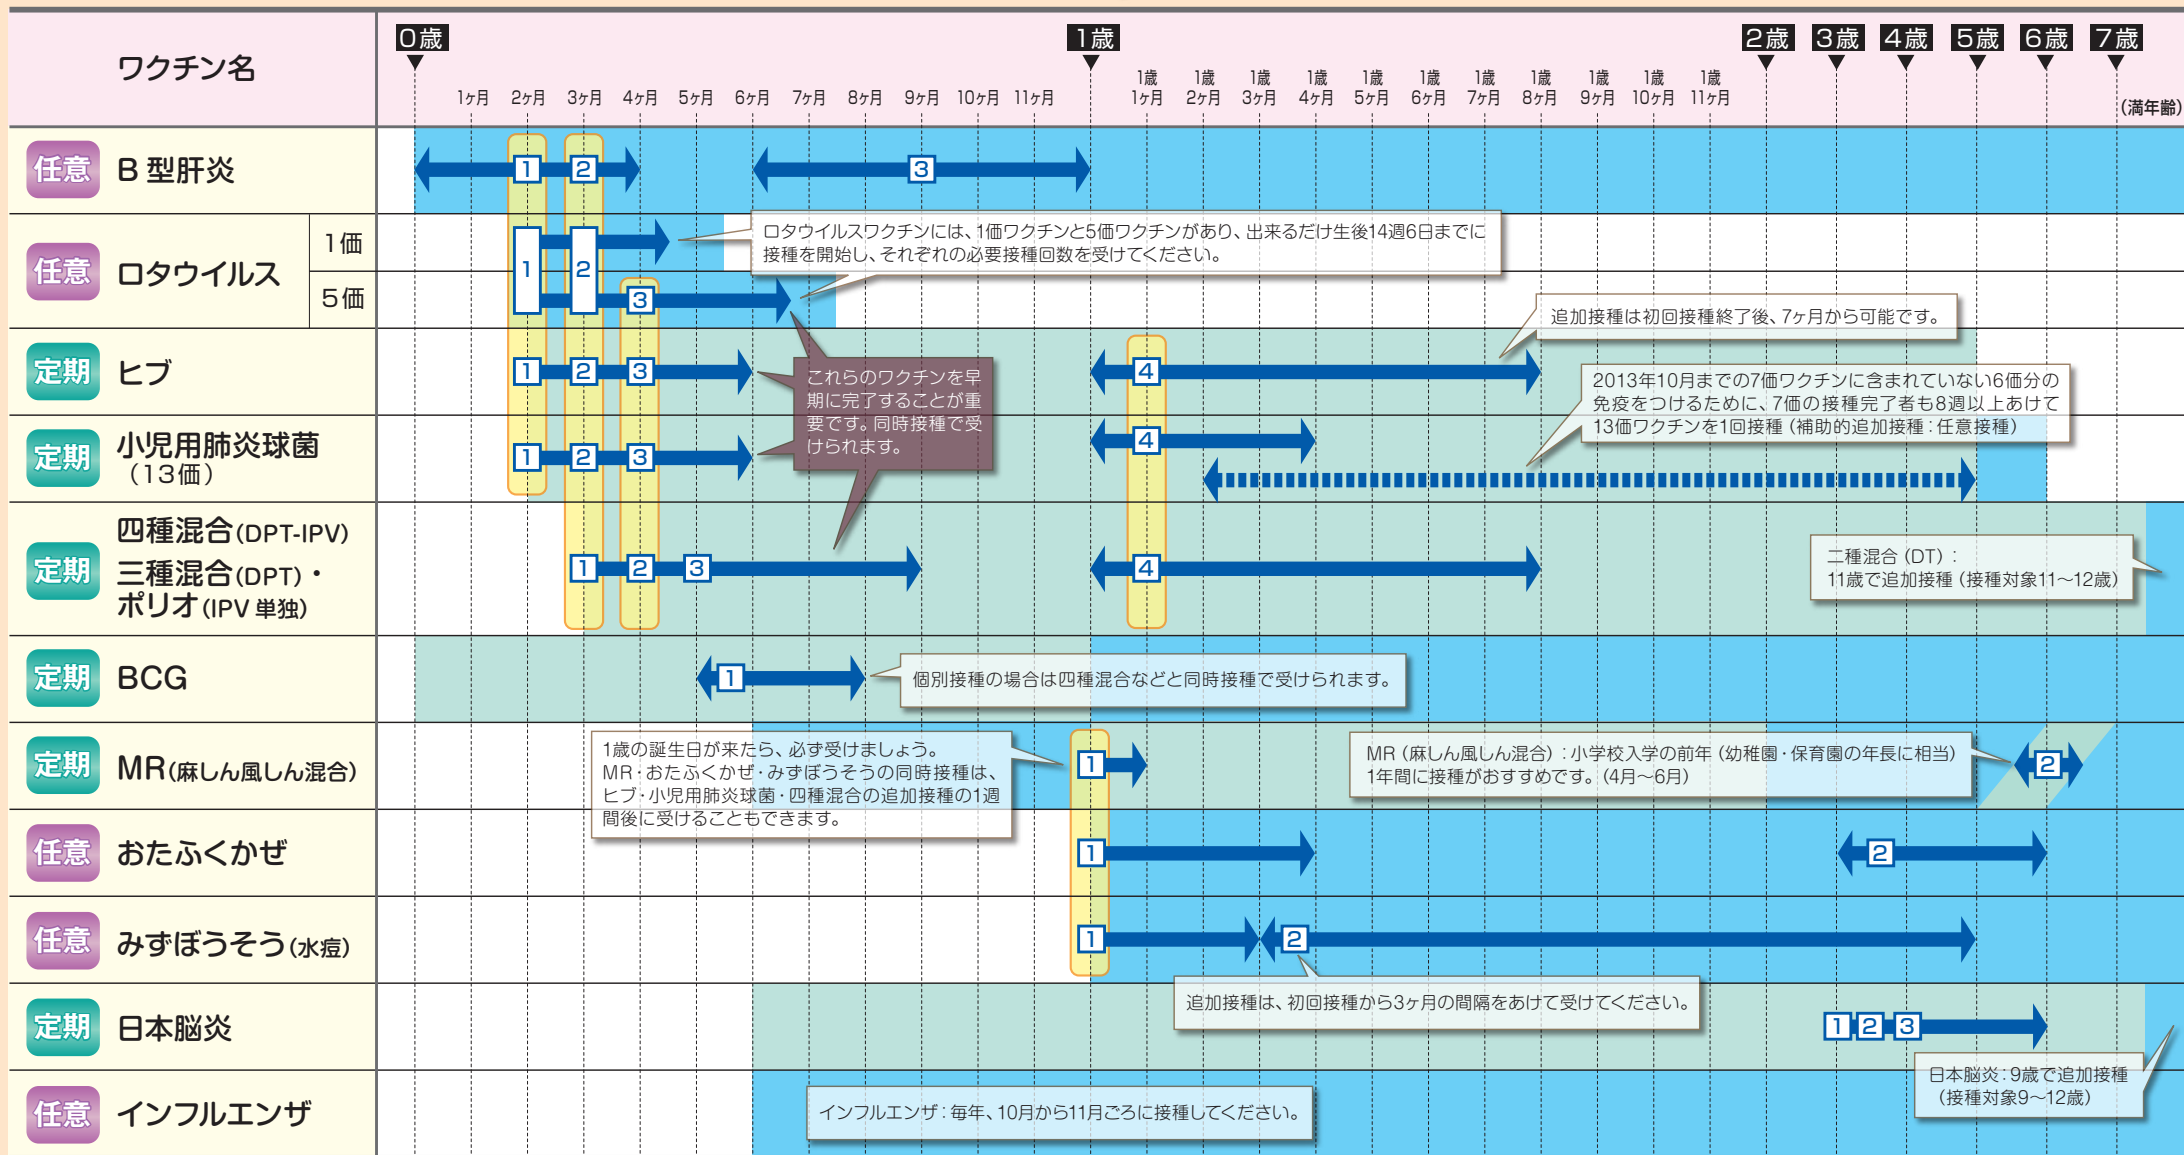 ワクチン名
0歳
1歳
2歳
3歳
4歳
5歳
6歳
7歳
1ヶ月
2ヶ月
3ヶ月
4ヶ月
5ヶ月
6ヶ月
7ヶ月
8ヶ月
9ヶ月
10ヶ月
11ヶ月
1歳
1ヶ月
1歳
2ヶ月
1歳
3ヶ月
1歳
4ヶ月
1歳
5ヶ月
1歳
6ヶ月
1歳
7ヶ月
1歳
8ヶ月
1歳
9ヶ月
1歳
10ヶ月
1歳
11ヶ月
(満年齢)
任意
B型肝炎
1
2
3
任意
ロタウイルス
1価
5価
1
2
3
ロタウイルスワクチンには、1価ワクチンと5価ワクチンがあり、出来るだけ生後14週6日までに
接種を開始し、それぞれの必要接種回数を受けてください。
定期
ヒブ
1
2
3
4
追加接種は初回接種終了後、7ヶ月から可能です。
これらのワクチンを早
期に完了することが重
要です。同時接種で受
けられます。
定期
小児用肺炎球菌
(13価)
1
2
3
4
2013年10月までの7価ワクチンに含まれていない6価分の
免疫をつけるために、7価の接種完了者も8週以上あけて
13価ワクチンを1回接種(補助的追加接種:任意接種)
定期
四種混合(DPT-IPV)
三種混合(DPT)・
ポリオ(IPV単独)
1
2
3
4
二種混合(DT):
11歳で追加接種(接種対象11〜12歳)
定期
BCG
1
個別接種の場合は四種混合などと同時接種で受けられます。
定期
MR(麻しん風しん混合)
1歳の誕生日が来たら、必ず受けましょう。
MR・おたふくかぜ・みずぼうそうの同時接種は、
ヒブ・小児用肺炎球菌・四種混合の追加接種の1週
間後に受けることもできます。
1
MR(麻しん風しん混合):小学校入学の前年(幼稚園・保育園の年長に相当)
1年間に接種がおすすめです。(4月〜6月)
2
任意
おたふくかぜ
1
2
任意
みずぼうそう(水痘)
1
2
追加接種は、初回接種から3ヶ月の間隔をあけて受けてください。
定期
日本脳炎
1
2
3
日本脳炎:9歳で追加接種
(接種対象9〜12歳)
任意
インフルエンザ
インフルエンザ:毎年、10月から11月ごろに接種してください。